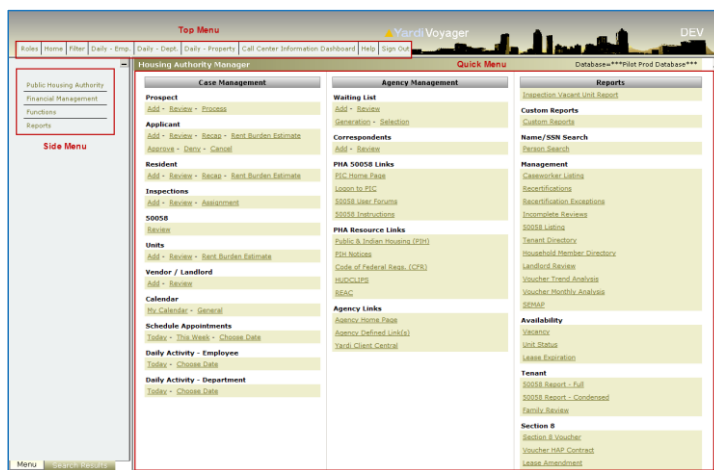 Top Menu
Yardi Voyager
DEV
Roles Home Filter Daily - Emp. Daily - Dept. Daily - Property Call Center Information Dashboard Help Sign Out
Housing Authority Manager
Quick Menu
Database=***Pilot Prod Database***
Public Housing Authority
Financial Management
Functions
Reports
Side Menu
Case Management
Prospect
Add - Review - Process
Applicant
Add - Review - Recap - Rent Burden Estimate
Approve - Deny - Cancel
Resident
Add - Review - Recap - Rent Burden Estimate
Inspections
Add - Review - Assignment
50058
Review
Units
Add - Review - Rent Burden Estimate
Vendor / Landlord
Add - Review
Calendar
My Calendar - General
Schedule Appointments
Today - This Week - Choose Date
Daily Activity - Employee
Today - Choose Date
Daily Activity - Department
Today - Choose Date
Agency Management
Waiting List
Add - Review
Generation - Selection
Correspondents
Add - Review
PHA 50058 Links
PIC Home Page
Logon to PIC
50058 User Forums
50058 Instructions
PHA Resource Links
Public & Indian Housing (PIH)
PIH Notices
Code of Federal Regs. (CFR)
HUDCLIPS
REAC
Agency Links
Agency Home Page
Agency Defined Link(s)
Yardi Client Central
Reports
Inspection Vacant Unit Report
Custom Reports
Custom Reports
Name/SSN Search
Person Search
Management
Caseworker Listing
Recertifications
Recertification Exceptions
Incomplete Reviews
50058 Listing
Tenant Directory
Household Member Directory
Landlord Review
Voucher Trend Analysis
Voucher Monthly Analysis
SEMAP
Availability
Vacancy
Unit Status
Lease Expiration
Tenant
50058 Report - Full
50058 Report - Condensed
Family Review
Section 8
Section 8 Voucher
Voucher HAP Contract
Lease Amendment
Menu
Search Results